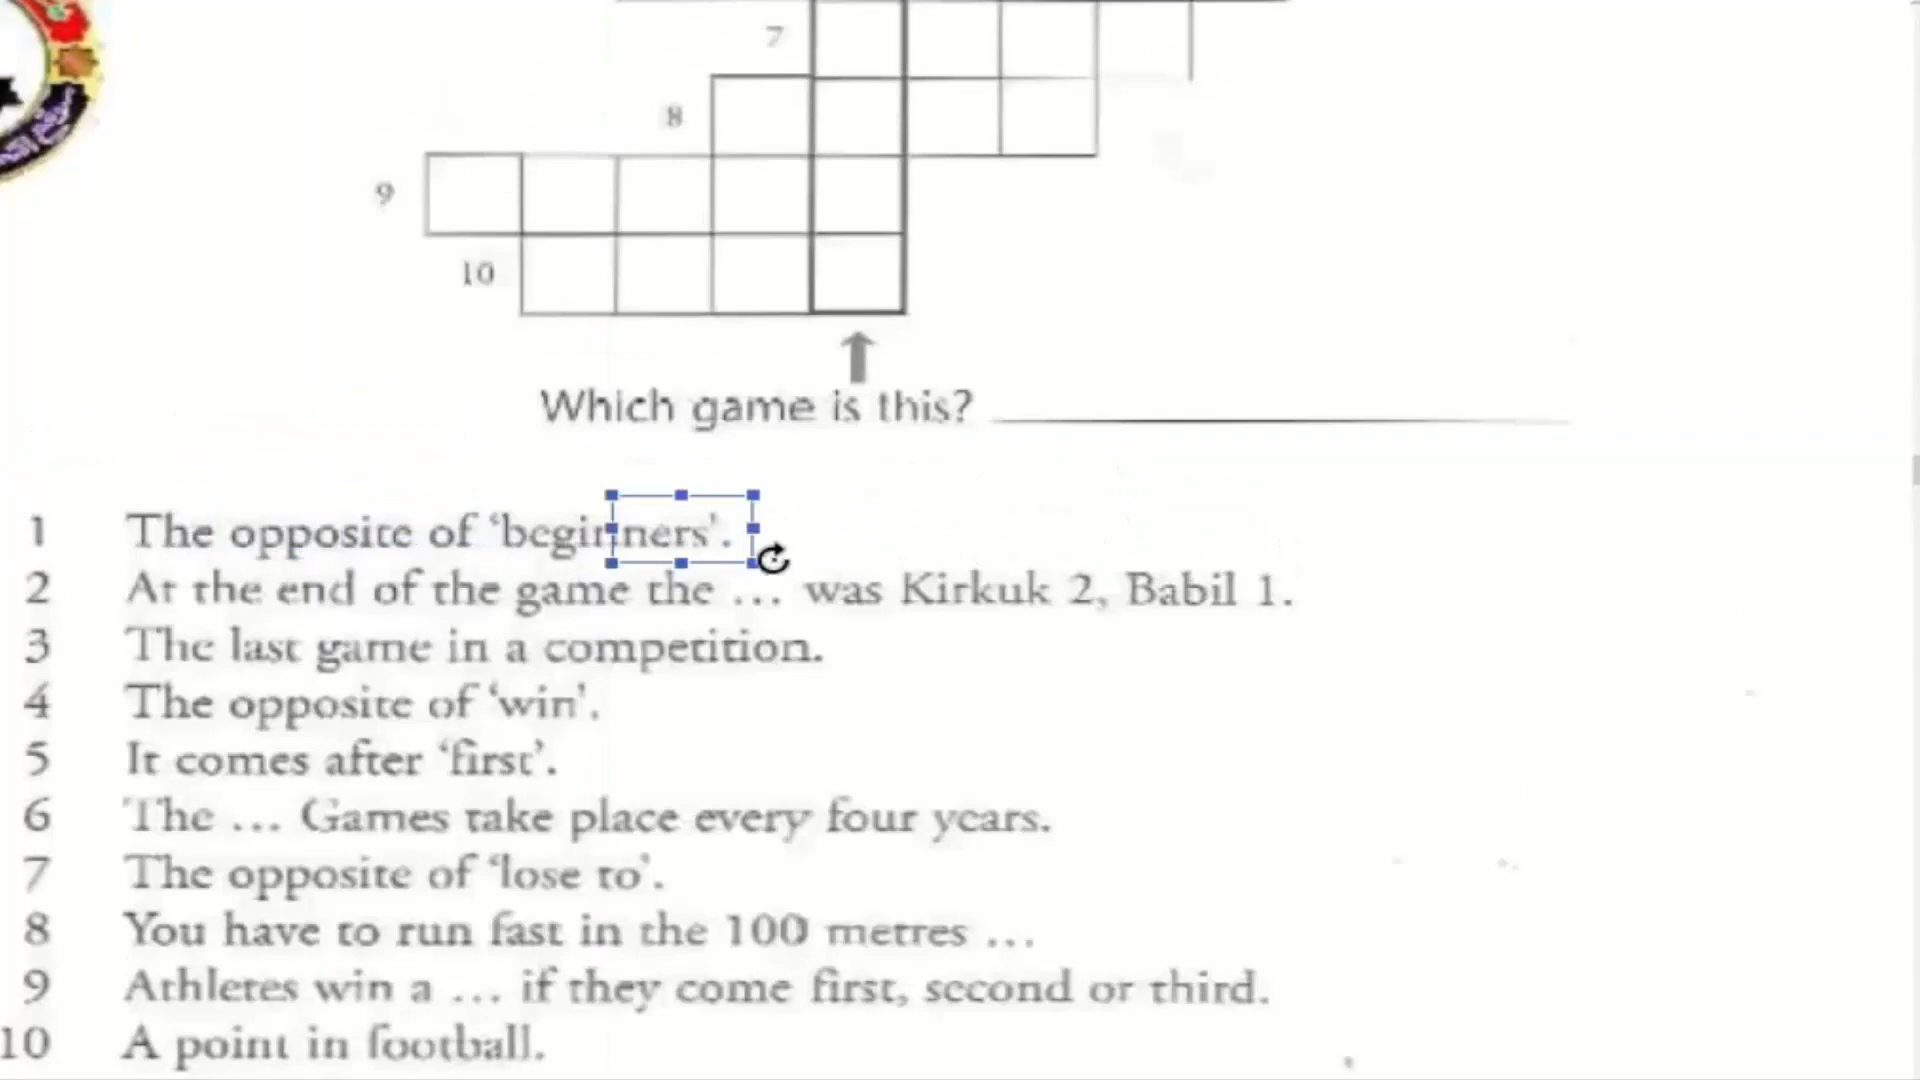 7
8
9
10
Which game is this?
1 The opposite of ‘beginners’.
2 At the end of the game the ... was Kirkuk 2, Babil 1.
3 The last game in a competition.
4 The opposite of ‘win’.
5 It comes after ‘first’.
6 The ... Games take place every four years.
7 The opposite of ‘lose to’.
8 You have to run fast in the 100 metres ...
9 Athletes win a ... if they come first, second or third.
10 A point in football.